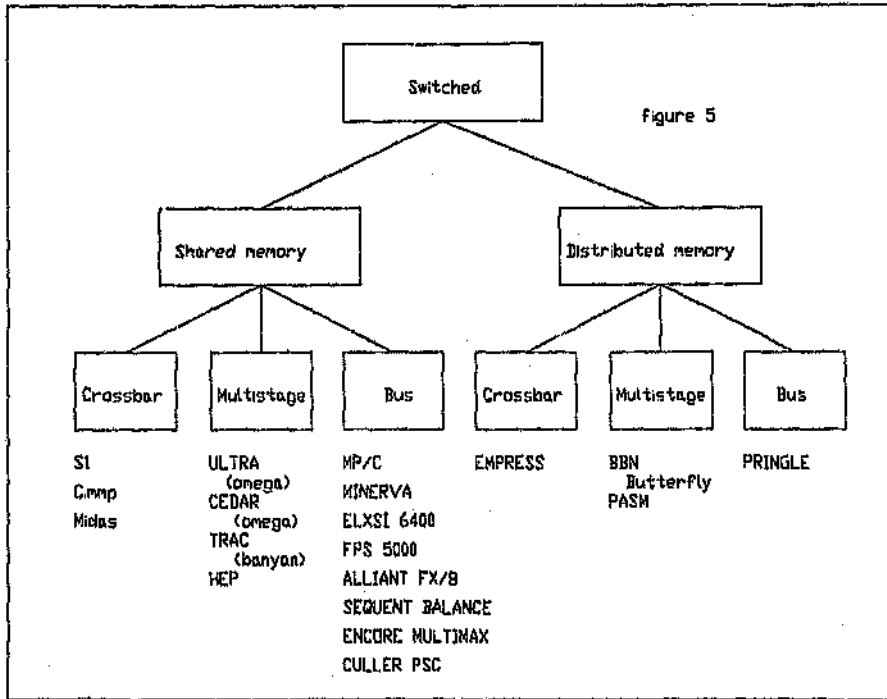 Switched
figure 5
Shared memory
Distributed memory
Crossbar
Multistage
Bus
Crossbar
Multistage
Bus
S1
C.mmp
Midas
ULTRA
(omega)
CEDAR
(omega)
TRAC
(banyan)
HEP
MP/C
MINERVA
ELXSI 6400
FPS 5000
ALLIANT FX/8
SEQUENT BALANCE
ENCORE MULTIMAX
CULLER PSC
EMPRESS
BBN
Butterfly
PASM
PRINGLE